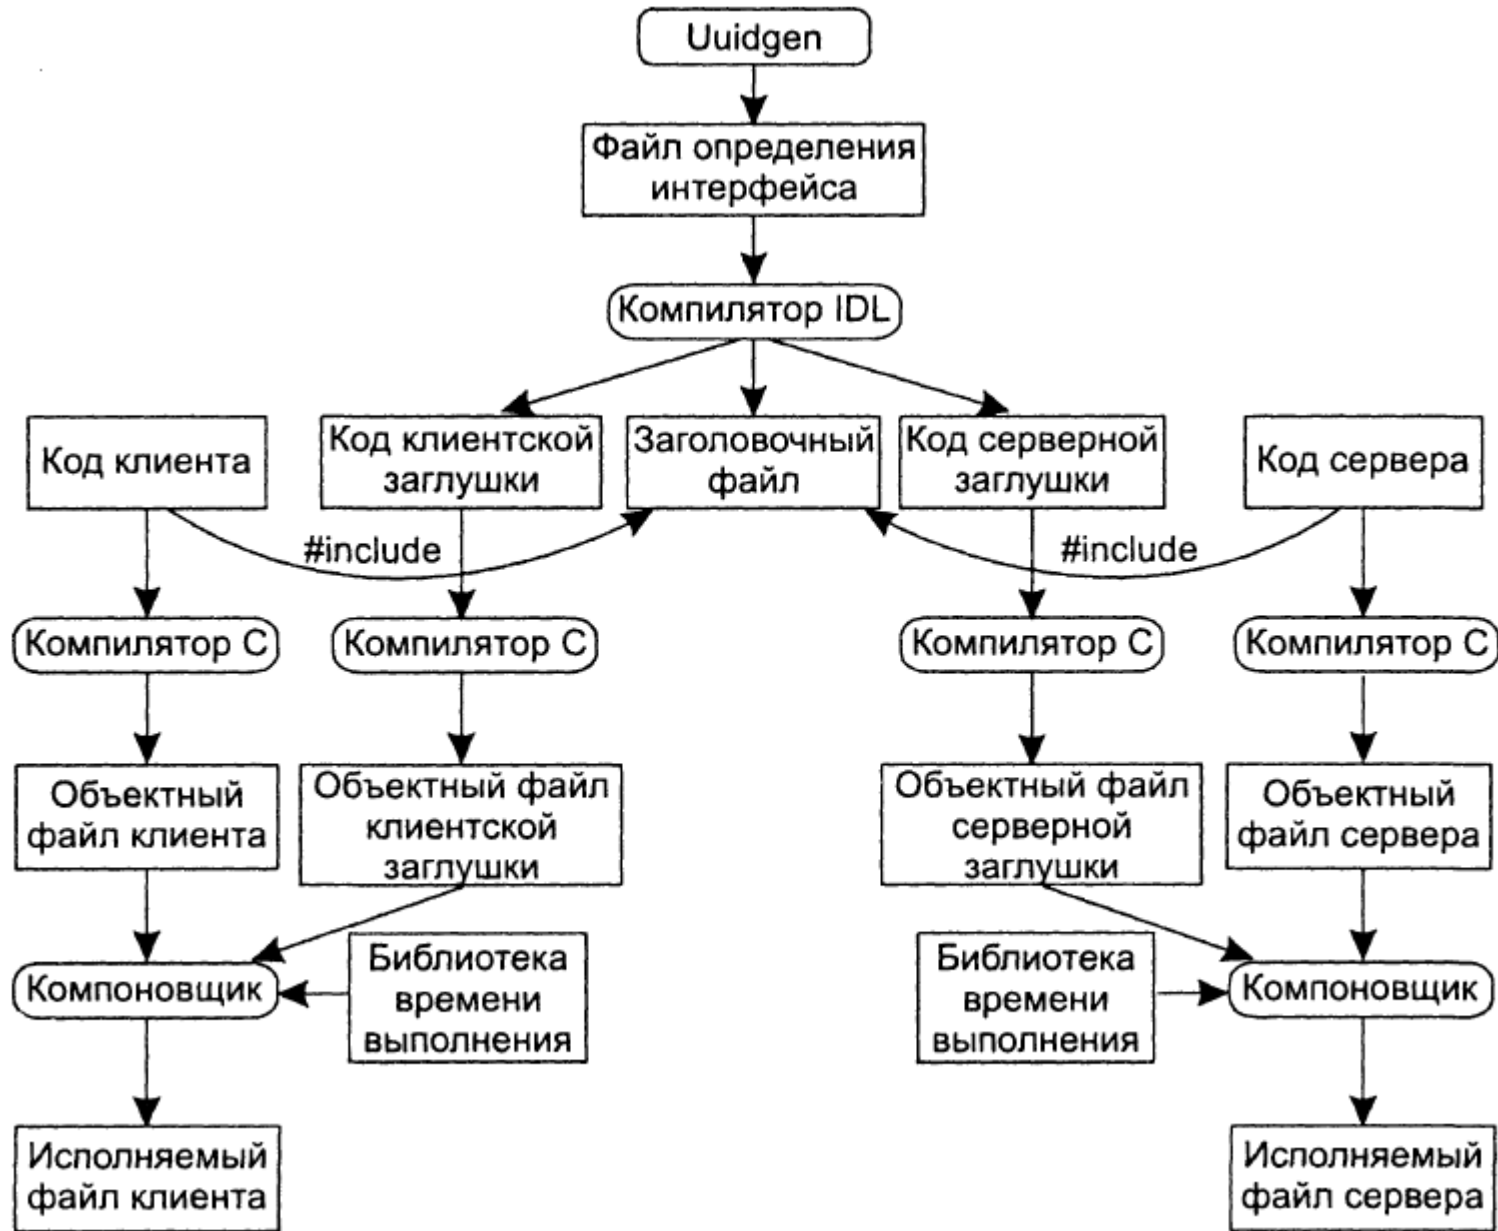 Uuidgen
Файл определения
интерфейса
Компилятор IDL
Код клиента
Код клиентской
заглушки
Заголовочный
файл
Код серверной
заглушки
Код сервера
#include
#include
Компилятор С
Компилятор С
Компилятор С
Компилятор С
Объектный
файл клиента
Объектный файл
клиентской
заглушки
Объектный файл
серверной
заглушки
Объектный
файл сервера
Компоновщик
Библиотека
времени
выполнения
Библиотека
времени
выполнения
Компоновщик
Исполняемый
файл клиента
Исполняемый
файл сервера